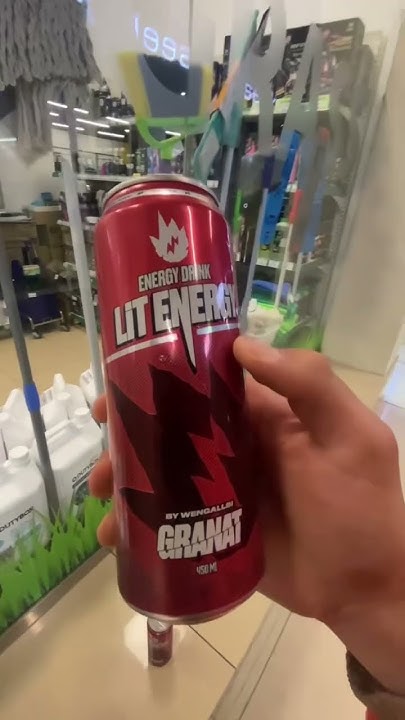 ENERGY DRINK
LIT ENERGY
BY WENGALLBI
GRANAT
450 ML